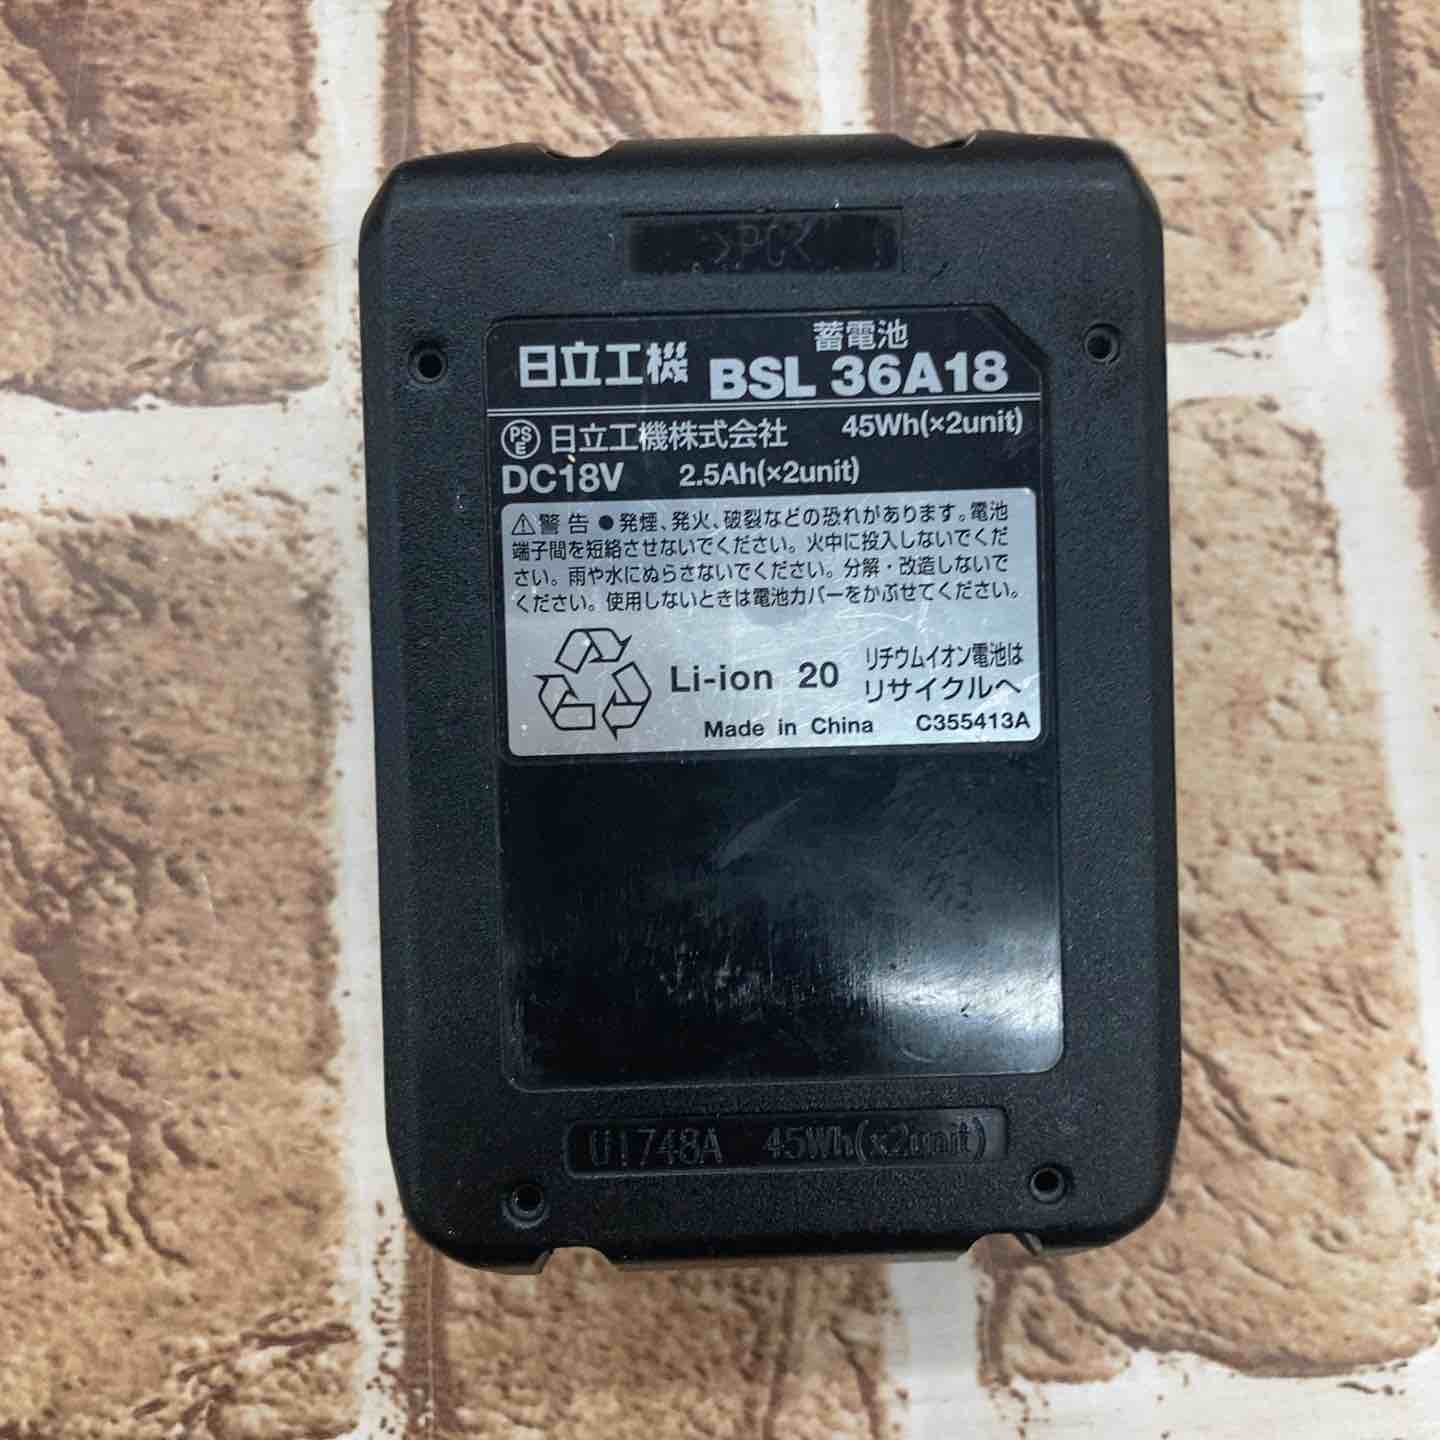 >PC<
蓄電池
日立工機 BSL 36A18
PS E 日立工機株式会社 45Wh(×2unit)
DC18V 2.5Ah(×2unit)
⚠警告 ●発煙、発火、破裂などの恐れがあります。電池
端子間を短絡させないでください。火中に投入しないでくだ
さい。雨や水にぬらさないでください。分解・改造しないで
ください。使用しないときは電池カバーをかぶせてください。
Li-ion 20 リチウムイオン電池は
リサイクルへ
Made in China C355413A
U1748A 45Wh(x2unit)